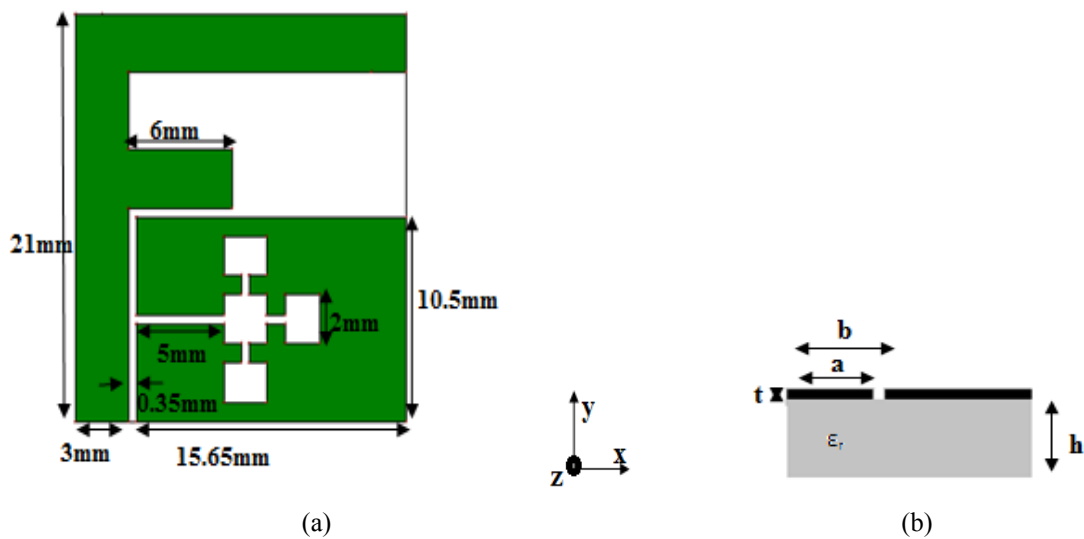 6mm
21mm
10.5mm
2mm
5mm
0.35mm
3mm
15.65mm
y
x
z
b
a
t
εr
h
(a)
(b)